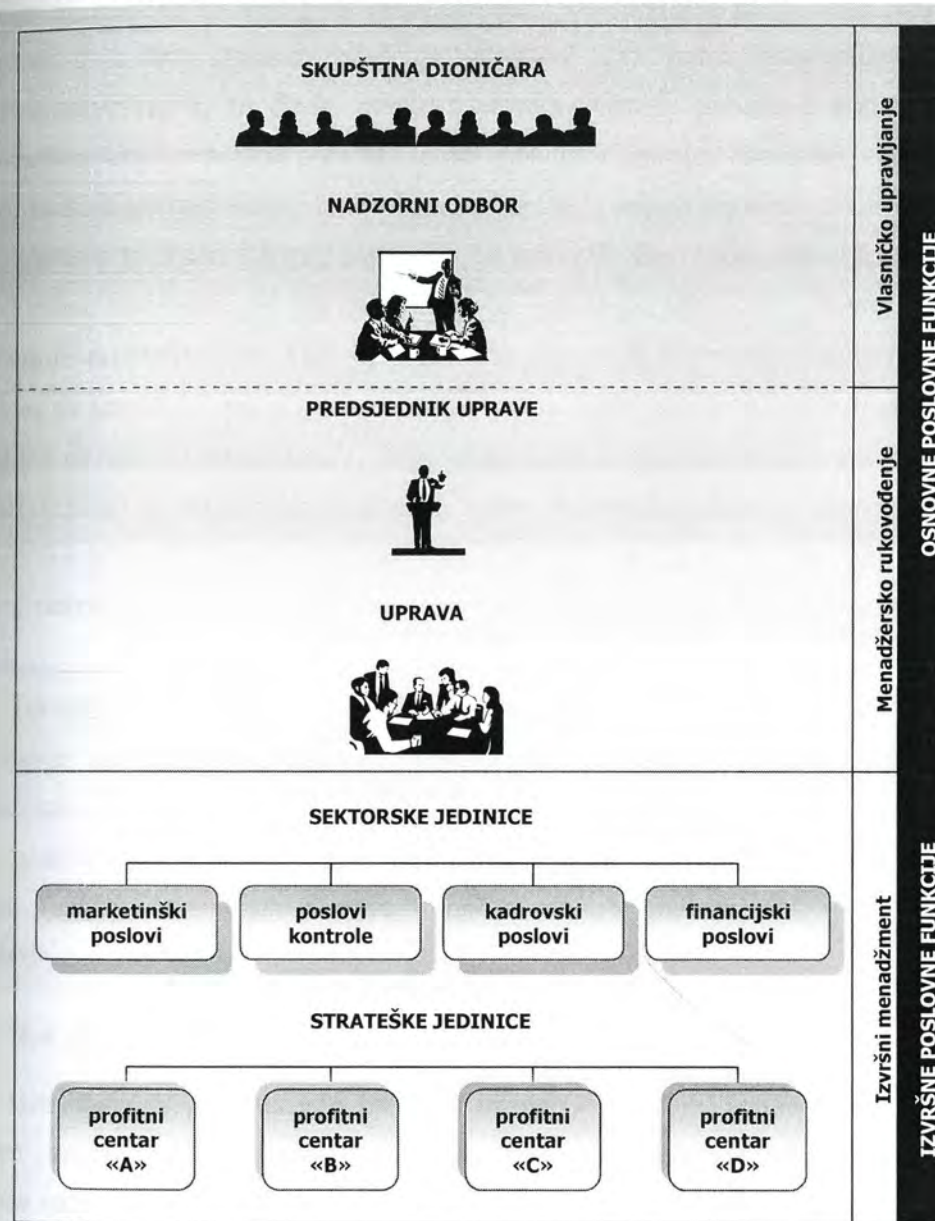 SKUPŠTINA DIONIČARA
NADZORNI ODBOR
Vlasničko upravljanje
PREDSJEDNIK UPRAVE
UPRAVA
Menadžersko rukovođenje
OSNOVNE POSLOVNE FUNKCIJE
SEKTORSKE JEDINICE
marketinški
poslovi
poslovi
kontrole
kadrovski
poslovi
financijski
poslovi
STRATEŠKE JEDINICE
profitni
centar
«A»
profitni
centar
«B»
profitni
centar
«C»
profitni
centar
«D»
Izvršni menadžment
IZVRŠNE POSLOVNE FUNKCIJE